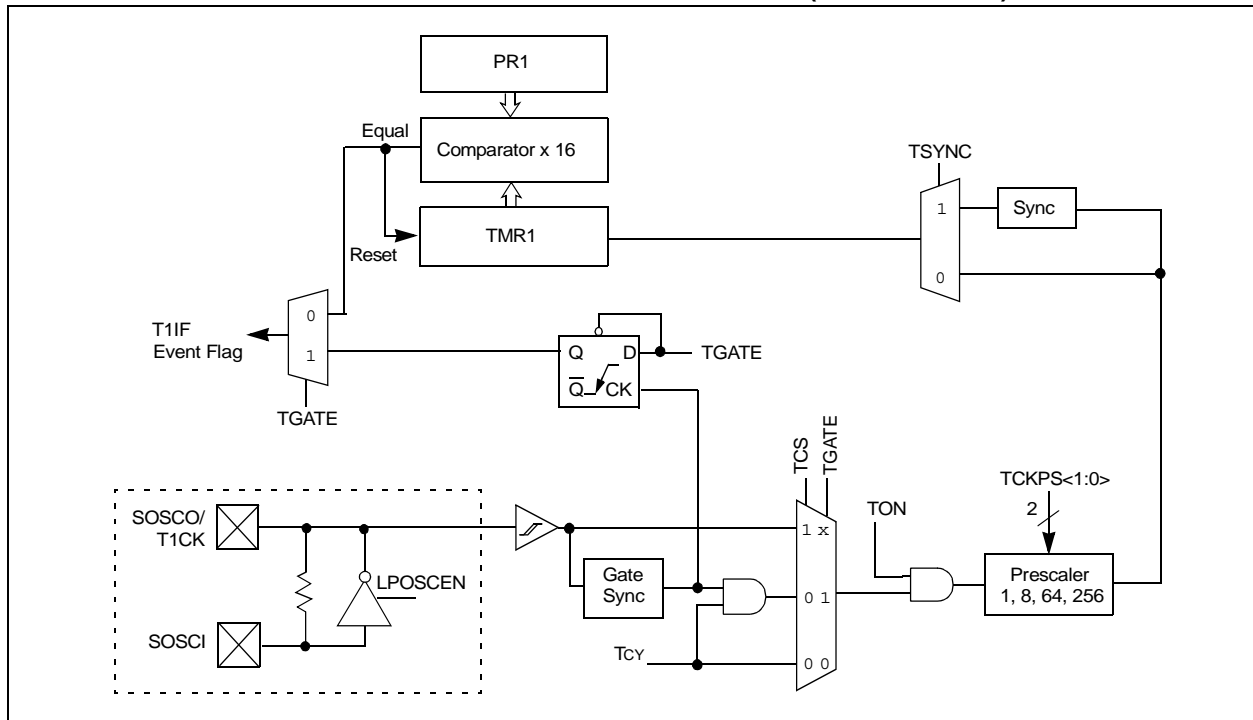 PR1
Equal
Comparator x 16
TSYNC
1
Sync
Reset
TMR1
0
0
T1IF
Event Flag
1
Q
D
TGATE
Q̅
CK
TGATE
TCS
TGATE
TCKPS<1:0>
2
SOSCO/
T1CK
TON
1 x
LPOSCEN
Gate
Sync
0 1
Prescaler
1, 8, 64, 256
SOSCI
TCY
0 0